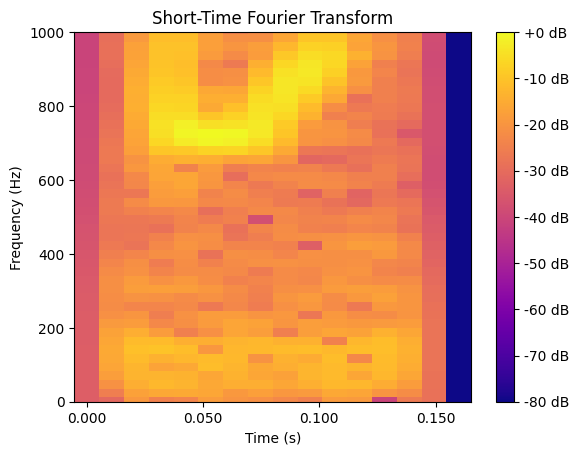 Short-Time Fourier Transform
1000
800
600
400
200
0
Frequency (Hz)
0.000
0.050
0.100
0.150
Time (s)
+0 dB
-10 dB
-20 dB
-30 dB
-40 dB
-50 dB
-60 dB
-70 dB
-80 dB